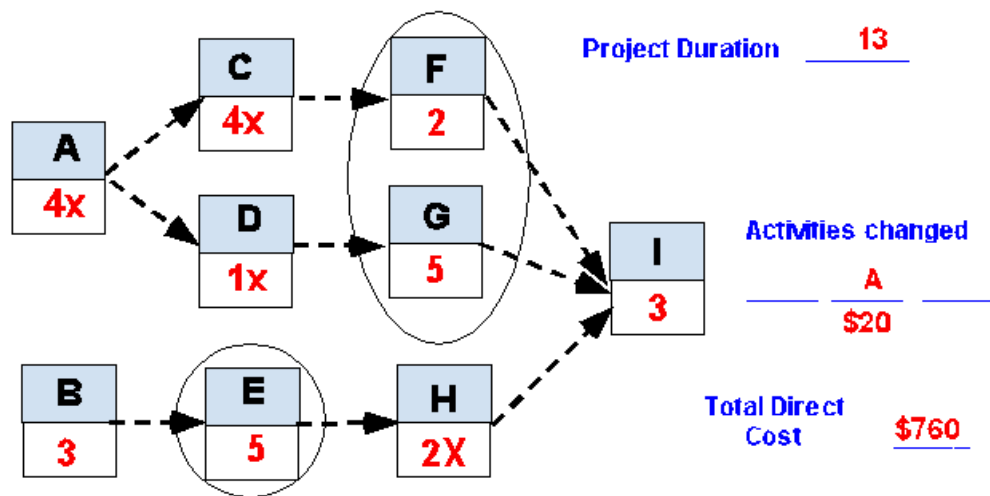 C
4x
F
2
Project Duration 13
A
4x
D
1x
G
5
I
3
Activities changed
A
$20
B
3
E
5
H
2X
Total Direct
Cost $760